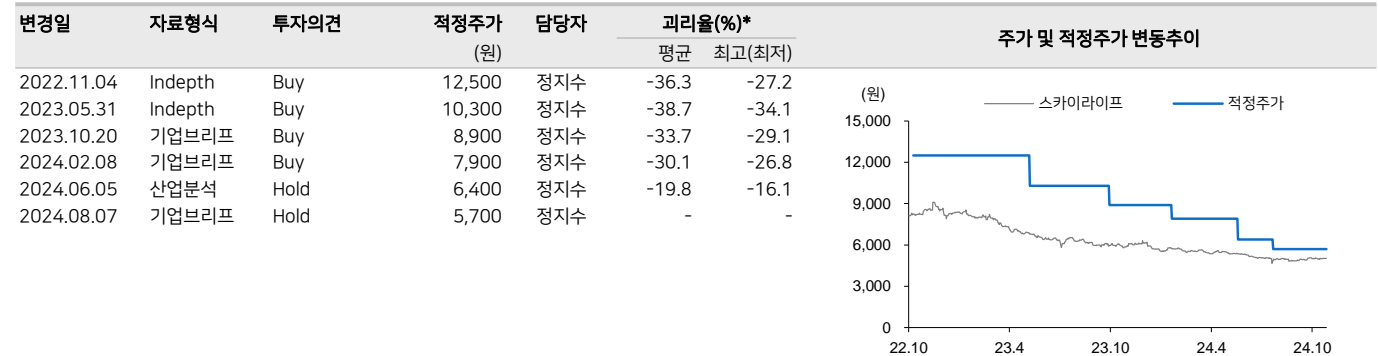 변경일 자료형식 투자의견 적정주가 담당자 괴리율(%)*
(원) 평균 최고(최저)
2022.11.04 Indepth Buy 12,500 정지수 -36.3 -27.2
2023.05.31 Indepth Buy 10,300 정지수 -38.7 -34.1
2023.10.20 기업브리프 Buy 8,900 정지수 -33.7 -29.1
2024.02.08 기업브리프 Buy 7,900 정지수 -30.1 -26.8
2024.06.05 산업분석 Hold 6,400 정지수 -19.8 -16.1
2024.08.07 기업브리프 Hold 5,700 정지수 - -
주가 및 적정주가 변동추이
(원)
스카이라이프 적정주가
15,000
12,000
9,000
6,000
3,000
0
22.10 23.4 23.10 24.4 24.10